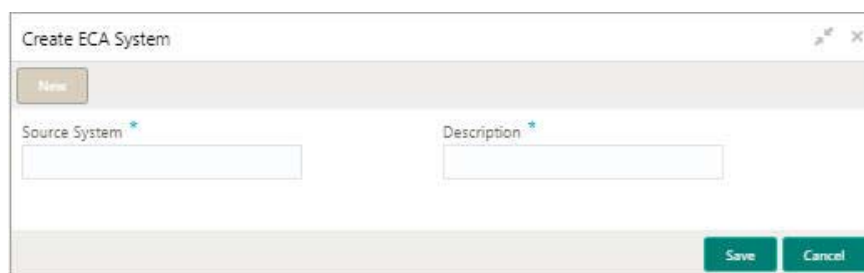 Create ECA System
New
Source System *
Description *
Save
Cancel